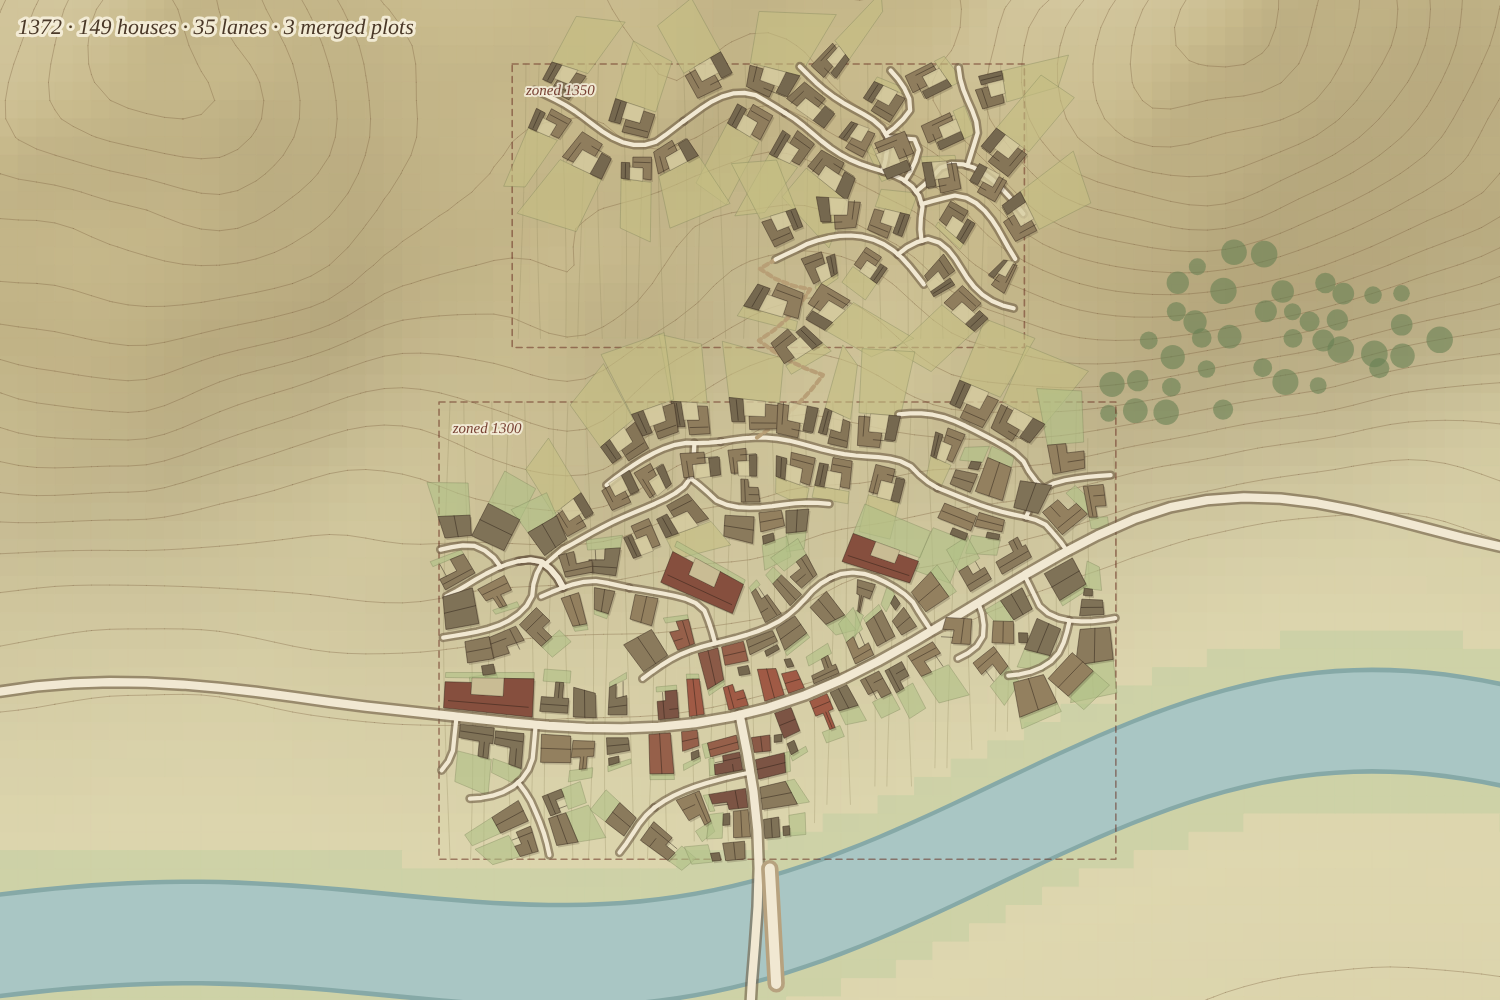 1372 · 149 houses · 35 lanes · 3 merged plots
zoned 1350
zoned 1300